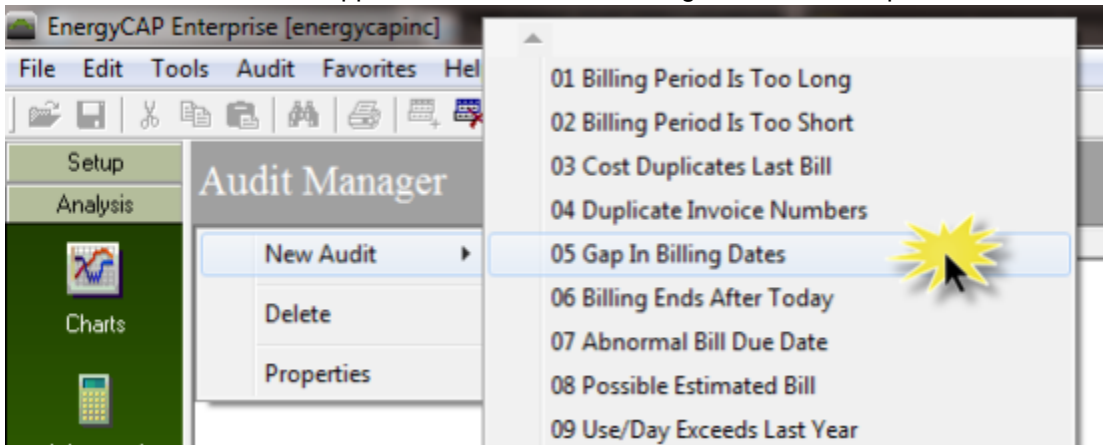 EnergyCAP Enterprise [energycapinc]
File Edit Tools Audit Favorites Hel
Setup
Analysis
Audit Manager
Charts
New Audit
Delete
Properties
01 Billing Period Is Too Long
02 Billing Period Is Too Short
03 Cost Duplicates Last Bill
04 Duplicate Invoice Numbers
05 Gap In Billing Dates
06 Billing Ends After Today
07 Abnormal Bill Due Date
08 Possible Estimated Bill
09 Use/Day Exceeds Last Year